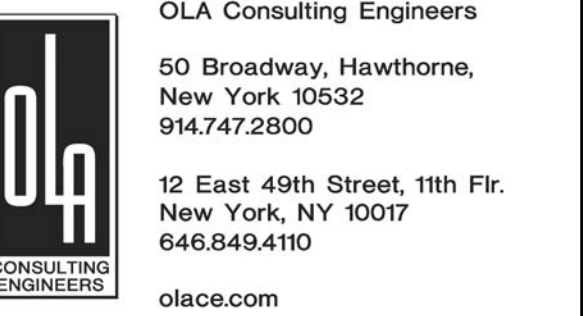 OLA Consulting Engineers
50 Broadway, Hawthorne,
New York 10532
914.747.2800
12 East 49th Street, 11th Flr.
New York, NY 10017
646.849.4110
olace.com
OLA
CONSULTING
ENGINEERS